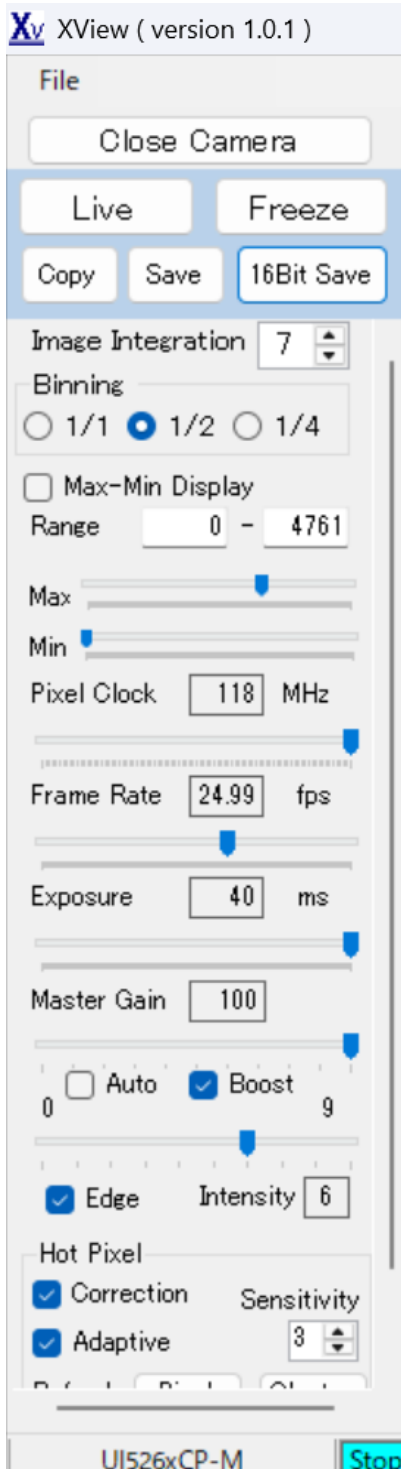 XV XView ( version 1.0.1 )
File
Close Camera
Live Freeze
Copy Save 16Bit Save
Image Integration 7
Binning
1/1 1/2 1/4
Max-Min Display
Range 0 - 4761
Max
Min
Pixel Clock 118 MHz
Frame Rate 24.99 fps
Exposure 40 ms
Master Gain 100
Auto Boost
0 9
Edge Intensity 6
Hot Pixel
Correction Sensitivity
Adaptive 3
UI526xCP-M Stop